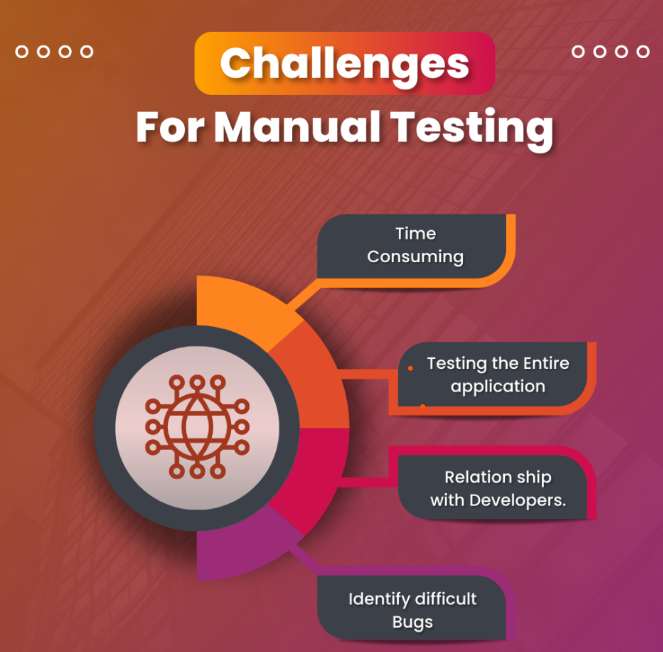 Challenges
For Manual Testing
Time
Consuming
Testing the Entire
application
Relation ship
with Developers.
Identify difficult
Bugs